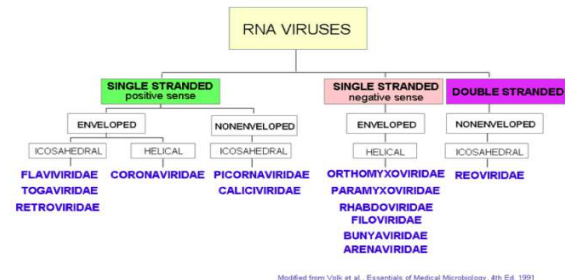 RNA VIRUSES
SINGLE STRANDED
positive sense
SINGLE STRANDED
negative sense
DOUBLE STRANDED
ENVELOPED
NONENVELOPED
ENVELOPED
NONENVELOPED
ICOSAHEDRAL
HELICAL
ICOSAHEDRAL
HELICAL
ICOSAHEDRAL
FLAVIVIRIDAE
TOGAVIRIDAE
RETROVIRIDAE
CORONAVIRIDAE
PICORNAVIRIDAE
CALICIVIRIDAE
ORTHOMYXOVIRIDAE
PARAMYXOVIRIDAE
RHABDOVIRIDAE
FILOVIRIDAE
BUNYAVIRIDAE
ARENAVIRIDAE
REOVIRIDAE
Modified from Volk et al., Essentials of Medical Microbiology, 4th Ed. 1991